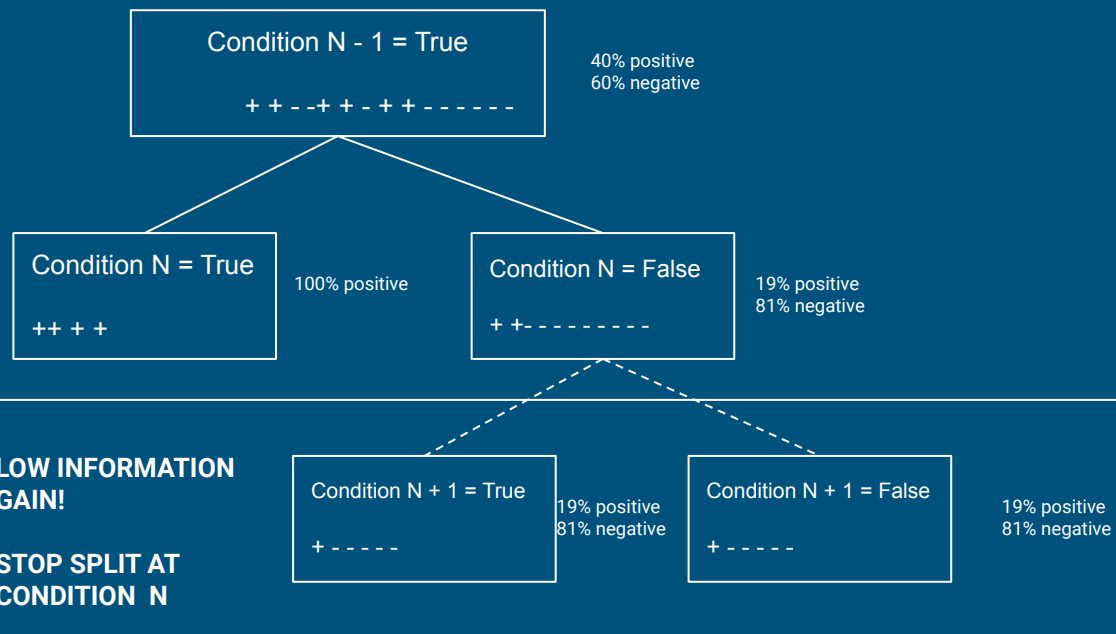 Condition N - 1 = True
+ + - -+ + - + + - - - - - -
40% positive
60% negative
Condition N = True
++ + +
100% positive
Condition N = False
+ +- - - - - - - - -
19% positive
81% negative
LOW INFORMATION
GAIN!
STOP SPLIT AT
CONDITION N
Condition N + 1 = True
+ - - - - -
19% positive
81% negative
Condition N + 1 = False
+ - - - - -
19% positive
81% negative